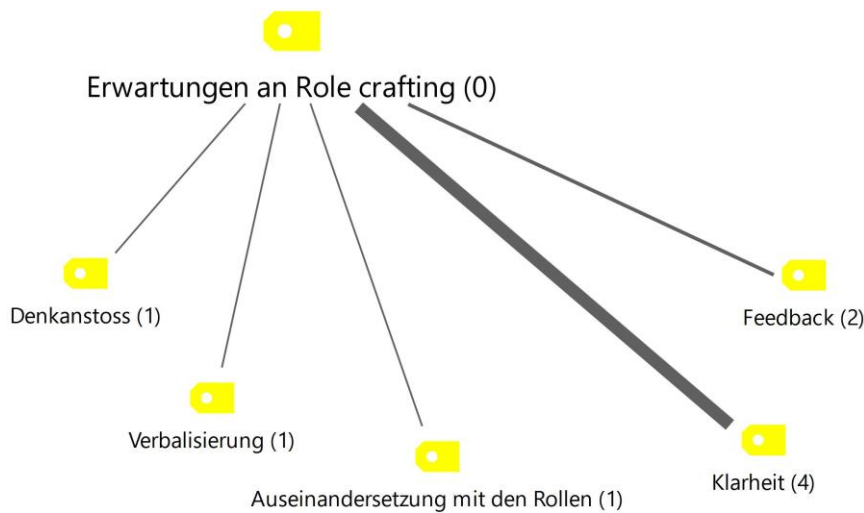 Erwartungen an Role crafting (0)
Denkanstoss (1)
Feedback (2)
Verbalisierung (1)
Klarheit (4)
Auseinandersetzung mit den Rollen (1)